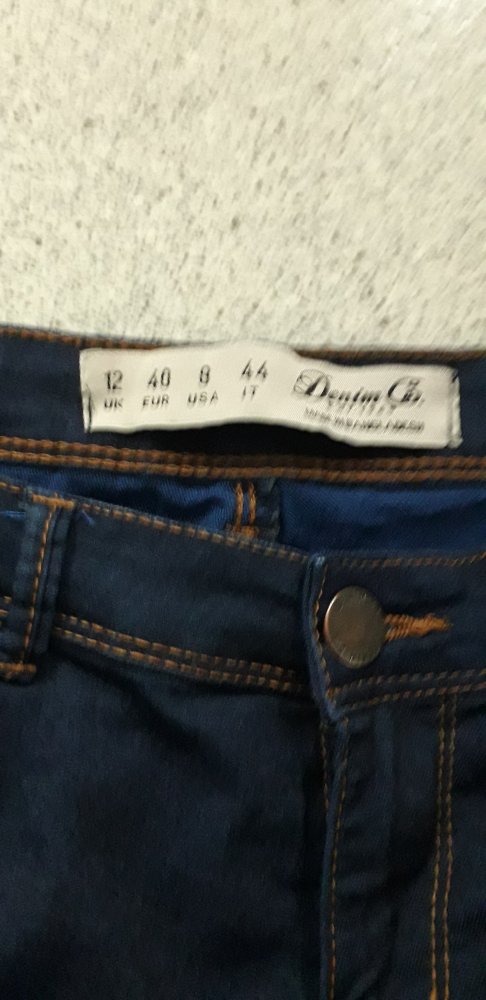 12 40 8 44
UK EUR USA IT
Denim Co.